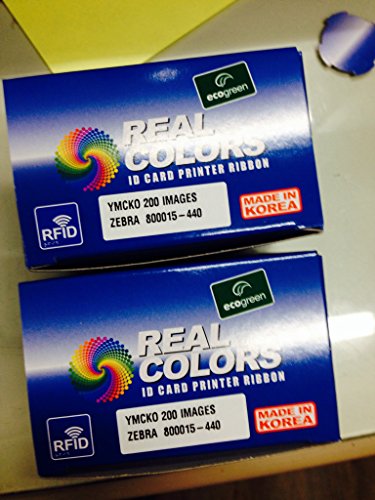 ecogreen
REAL
COLORS
ID CARD PRINTER RIBBON
YMCKO 200 IMAGES
ZEBRA 800015-440
MADE IN
KOREA
RFID
ecogreen
REAL
COLORS
ID CARD PRINTER RIBBON
YMCKO 200 IMAGES
ZEBRA 800015-440
MADE IN
KOREA
RFID